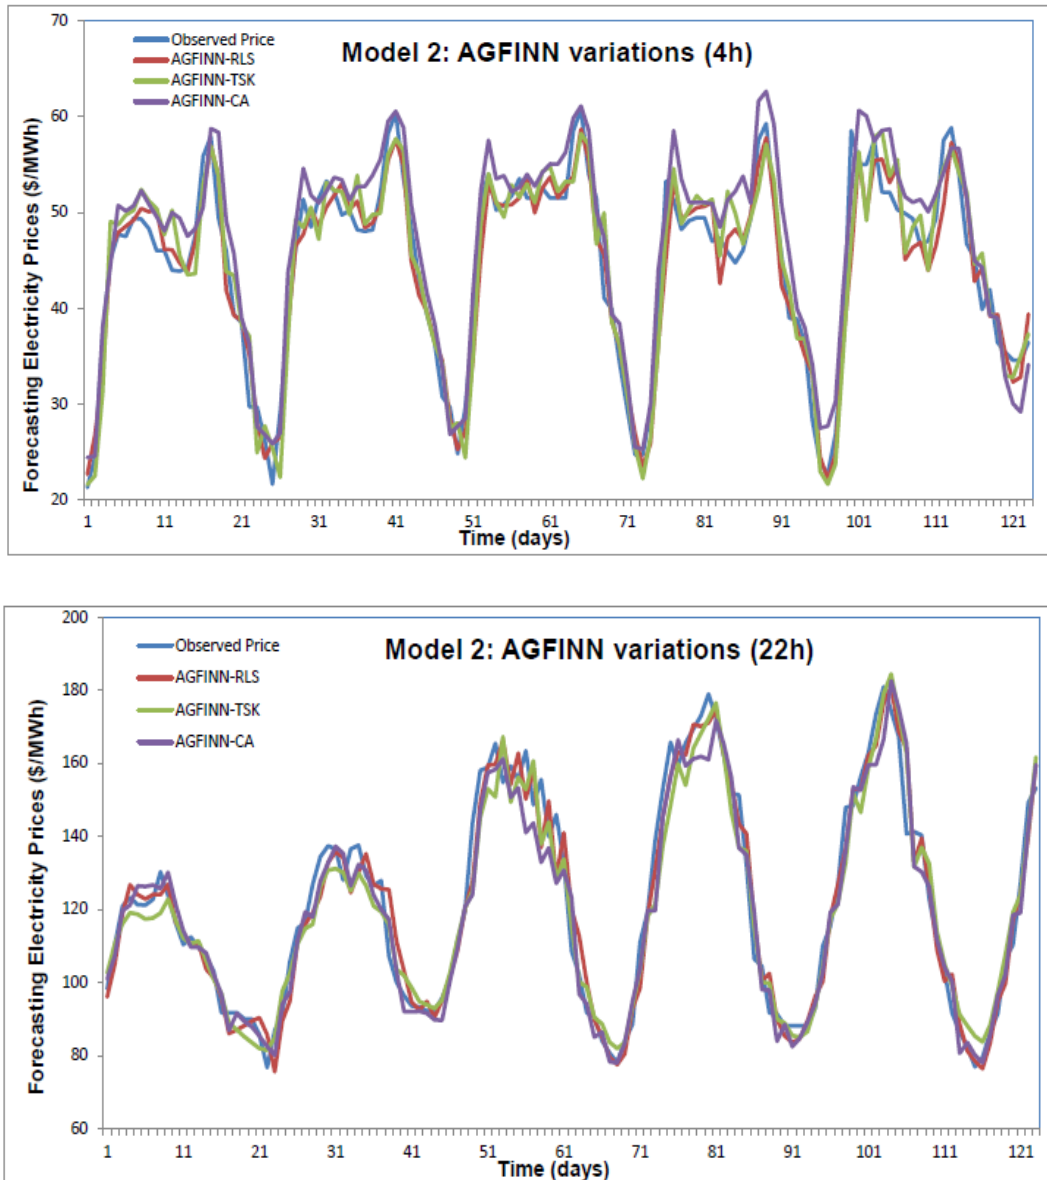 Model 2: AGFINN variations (4h)
Observed Price
AGFINN-RLS
AGFINN-TSK
AGFINN-CA
Forecasting Electricity Prices ($/MWh)
70
60
50
40
30
20
1 11 21 31 41 51 61 71 81 91 101 111 121
Time (days)
Model 2: AGFINN variations (22h)
Observed Price
AGFINN-RLS
AGFINN-TSK
AGFINN-CA
Forecasting Electricity Prices ($/MWh)
200
180
160
140
120
100
80
60
1 11 21 31 41 51 61 71 81 91 101 111 121
Time (days)